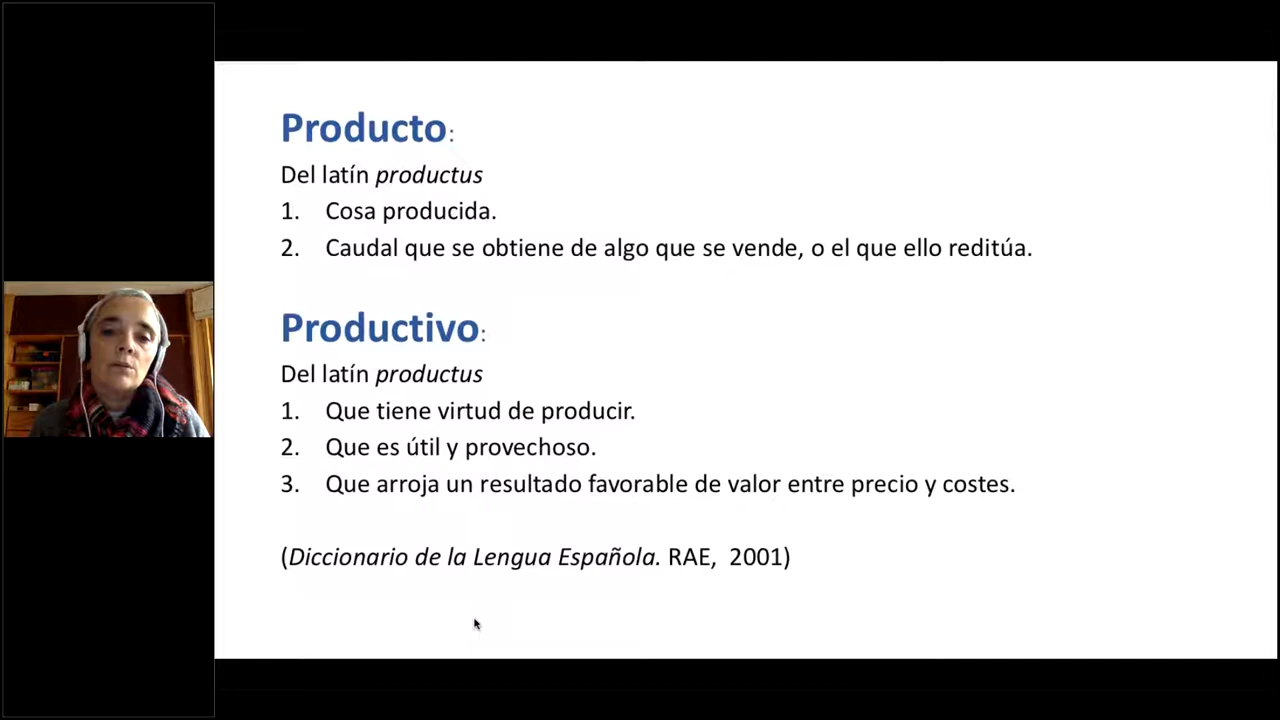 Producto:
Del latín productus
1. Cosa producida.
2. Caudal que se obtiene de algo que se vende, o el que ello reditúa.
Productivo:
Del latín productus
1. Que tiene virtud de producir.
2. Que es útil y provechoso.
3. Que arroja un resultado favorable de valor entre precio y costes.
(Diccionario de la Lengua Española. RAE, 2001)